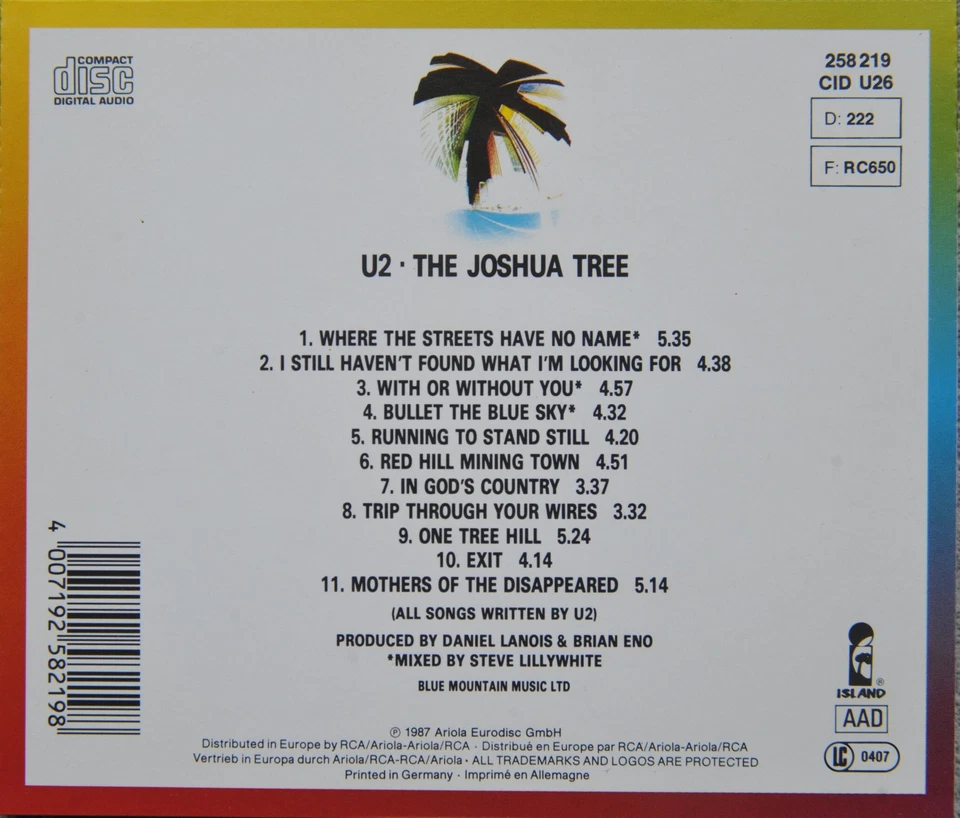 COMPACT
disc
DIGITAL AUDIO
258 219
CID U26
D: 222
F: RC650
U2 · THE JOSHUA TREE
1. WHERE THE STREETS HAVE NO NAME* 5.35
2. I STILL HAVEN'T FOUND WHAT I'M LOOKING FOR 4.38
3. WITH OR WITHOUT YOU* 4.57
4. BULLET THE BLUE SKY* 4.32
5. RUNNING TO STAND STILL 4.20
6. RED HILL MINING TOWN 4.51
7. IN GOD'S COUNTRY 3.37
8. TRIP THROUGH YOUR WIRES 3.32
9. ONE TREE HILL 5.24
10. EXIT 4.14
11. MOTHERS OF THE DISAPPEARED 5.14
(ALL SONGS WRITTEN BY U2)
PRODUCED BY DANIEL LANOIS & BRIAN ENO
*MIXED BY STEVE LILLYWHITE
BLUE MOUNTAIN MUSIC LTD
4 007192 582198
ISLAND ®
AAD
LC 0407
℗ 1987 Ariola Eurodisc GmbH
Distributed in Europe by RCA/Ariola-Ariola/RCA · Distribué en Europe par RCA/Ariola-Ariola/RCA
Vertrieb in Europa durch Ariola/RCA-RCA/Ariola · ALL TRADEMARKS AND LOGOS ARE PROTECTED
Printed in Germany · Imprimé en Allemagne